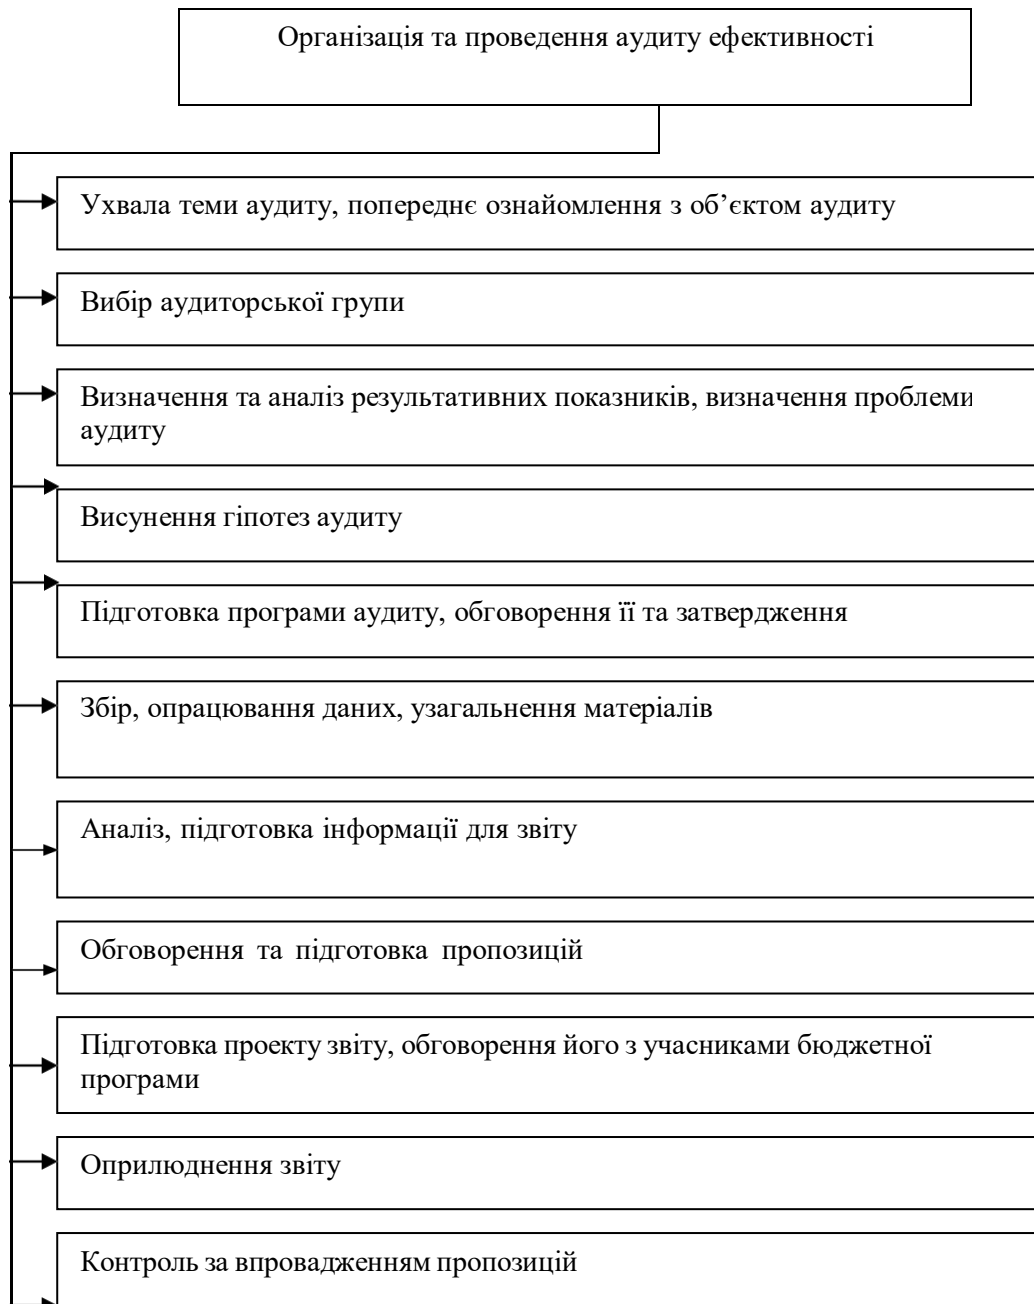 Організація та проведення аудиту ефективності
Ухвала теми аудиту, попереднє ознайомлення з об’єктом аудиту
Вибір аудиторської групи
Визначення та аналіз результативних показників, визначення проблеми
аудиту
Висунення гіпотез аудиту
Підготовка програми аудиту, обговорення її та затвердження
Збір, опрацювання даних, узагальнення матеріалів
Аналіз, підготовка інформації для звіту
Обговорення та підготовка пропозицій
Підготовка проекту звіту, обговорення його з учасниками бюджетної
програми
Оприлюднення звіту
Контроль за впровадженням пропозицій